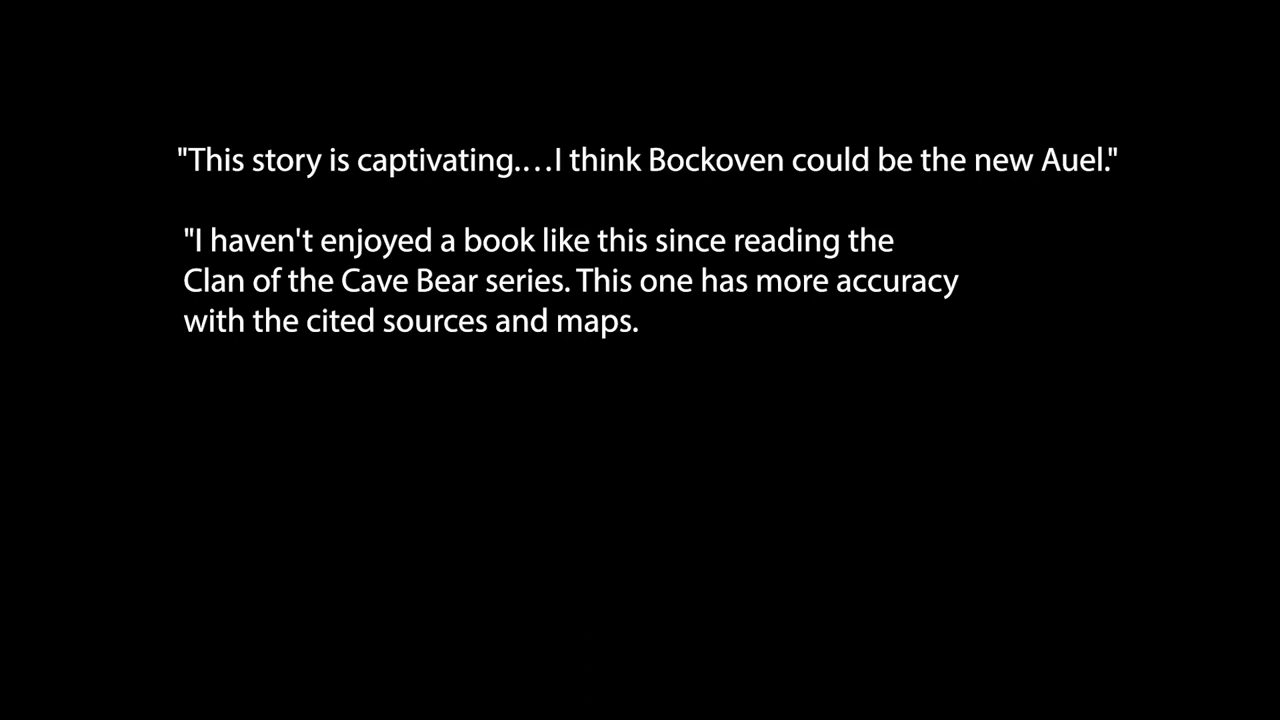 "This story is captivating.…I think Bockoven could be the new Auel."
"I haven't enjoyed a book like this since reading the
Clan of the Cave Bear series. This one has more accuracy
with the cited sources and maps.